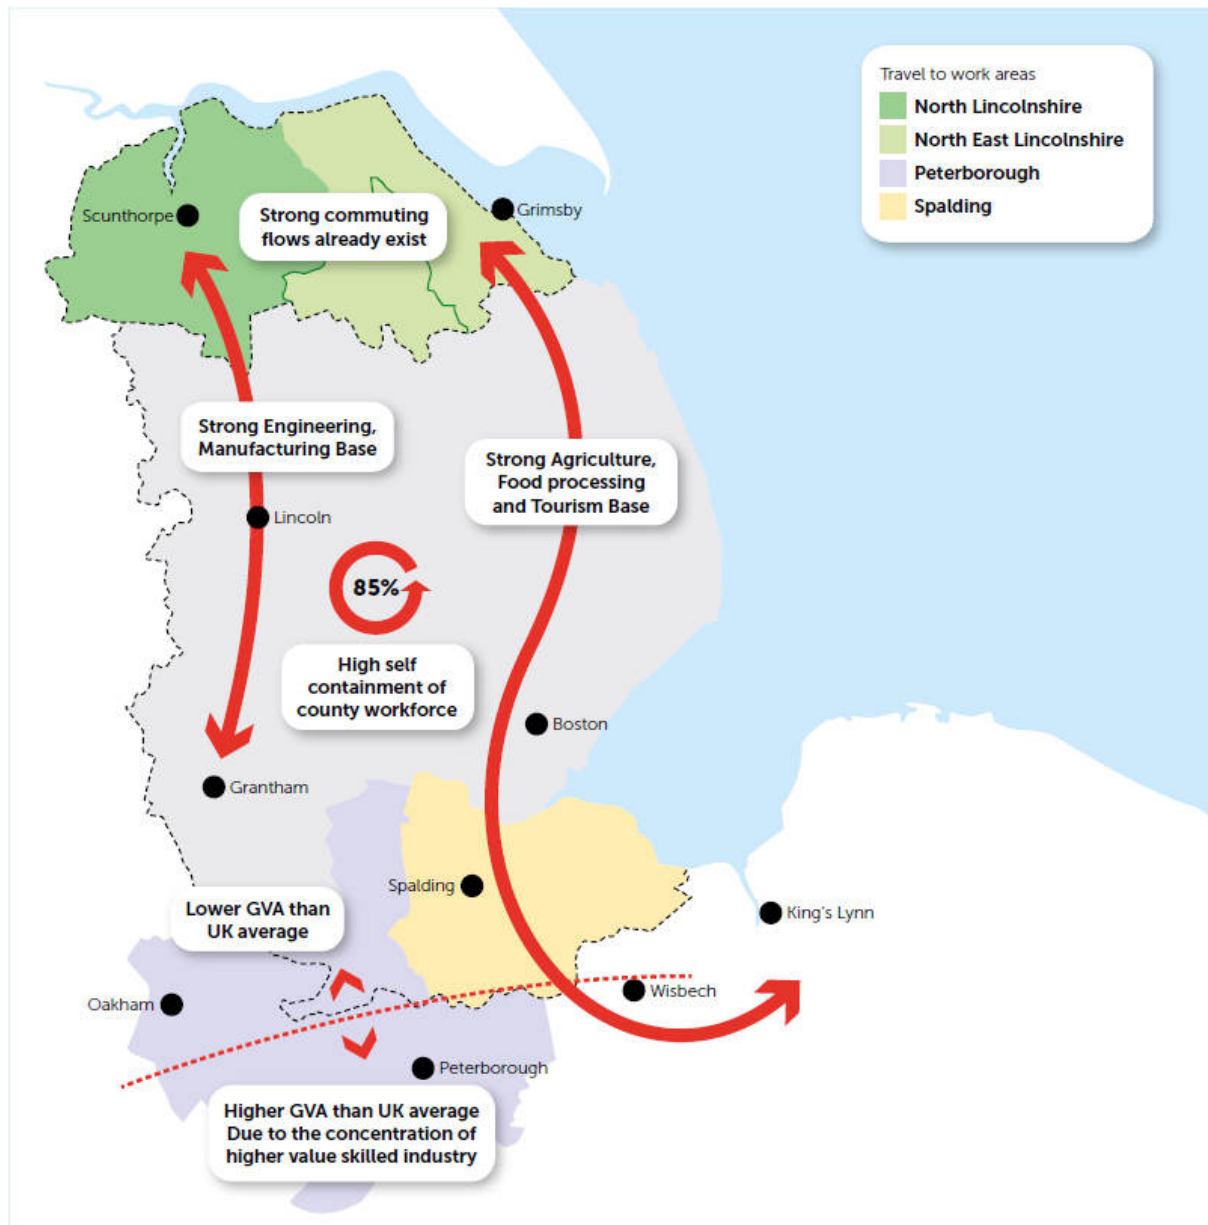 Travel to work areas
North Lincolnshire
North East Lincolnshire
Peterborough
Spalding
Scunthorpe
Strong commuting
flows already exist
Grimsby
Strong Engineering,
Manufacturing Base
Strong Agriculture,
Food processing
and Tourism Base
Lincoln
85%
High self
containment of
county workforce
Boston
Grantham
Spalding
Lower GVA than
UK average
King's Lynn
Oakham
Wisbech
Peterborough
Higher GVA than UK average
Due to the concentration of
higher value skilled industry